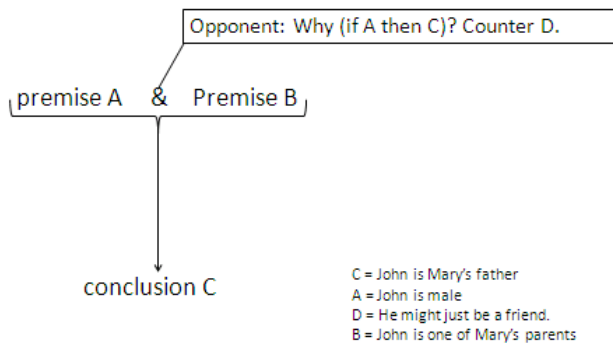 Opponent: Why (if A then C)? Counter D.
premise A & Premise B
conclusion C
C = John is Mary's father
A = John is male
D = He might just be a friend.
B = John is one of Mary's parents